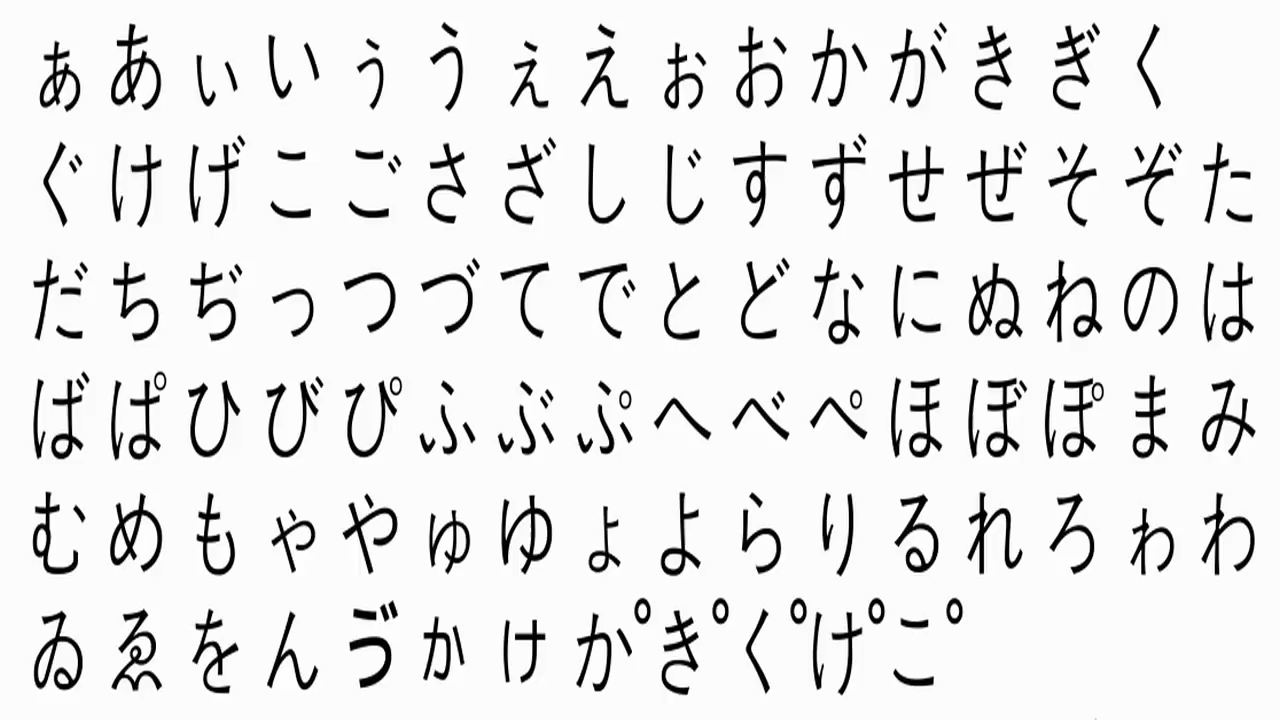 ぁあぃいぅうぇえぉおかがきぎく
ぐけげこごさざしじすずせぜそぞた
だちぢっつづてでとどなにぬねのは
ばぱひびぴふぶぷへべぺほぼぽまみ
むめもゃやゅゆょよらりるれろゎわ
ゐゑをんゔゕゖか゚き゚く゚け゚こ゚